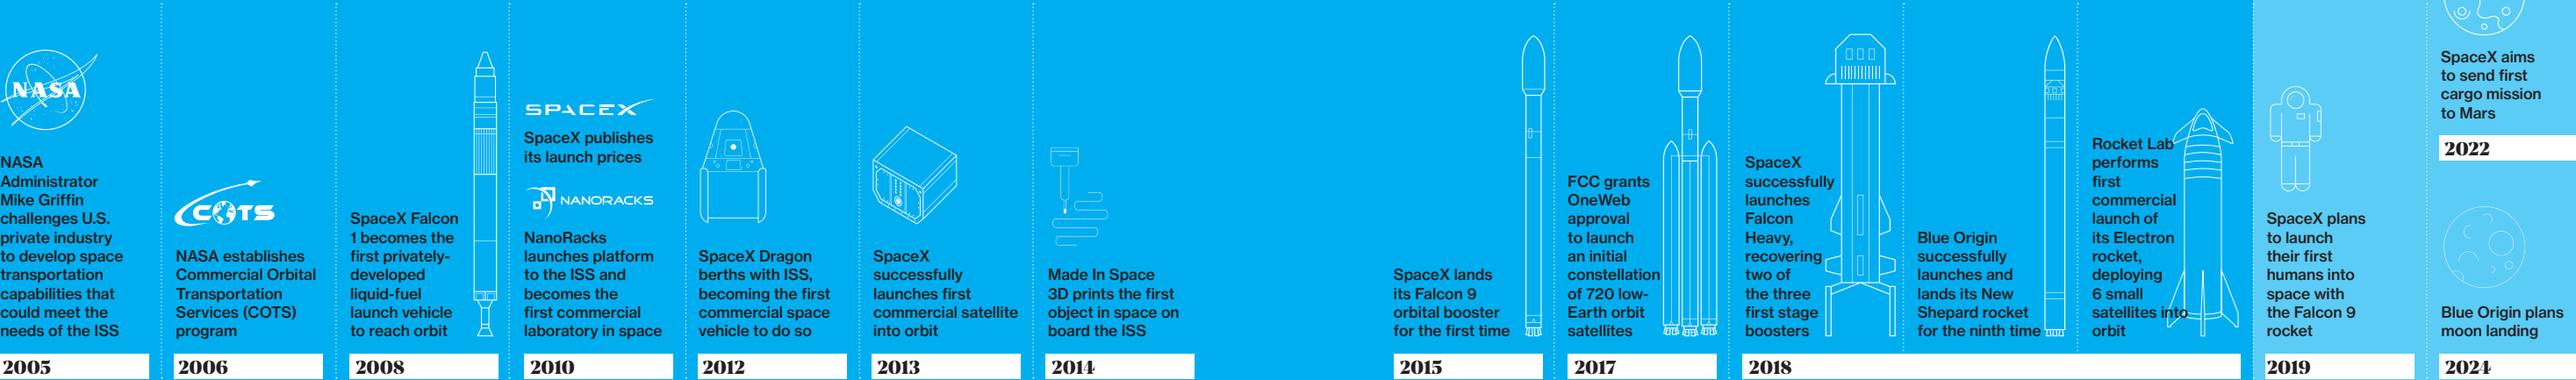 NASA
NASA
Administrator
Mike Griffin
challenges U.S.
private industry
to develop space
transportation
capabilities that
could meet the
needs of the ISS
2005
COTS
NASA establishes
Commercial Orbital
Transportation
Services (COTS)
program
2006
SpaceX Falcon
1 becomes the
first privately-
developed
liquid-fuel
launch vehicle
to reach orbit
2008
SPACEX
SpaceX publishes
its launch prices
NANORACKS
NanoRacks
launches platform
to the ISS and
becomes the
first commercial
laboratory in space
2010
SpaceX Dragon
berths with ISS,
becoming the first
commercial space
vehicle to do so
2012
SpaceX
successfully
launches first
commercial satellite
into orbit
2013
Made In Space
3D prints the first
object in space on
board the ISS
2014
SpaceX lands
its Falcon 9
orbital booster
for the first time
2015
FCC grants
OneWeb
approval
to launch
an initial
constellation
of 720 low-
Earth orbit
satellites
2017
SpaceX
successfully
launches
Falcon
Heavy,
recovering
two of
the three
first stage
boosters
Blue Origin
successfully
launches and
lands its New
Shepard rocket
for the ninth time
Rocket Lab
performs
first
commercial
launch of
its Electron
rocket,
deploying
6 small
satellites into
orbit
2018
SpaceX plans
to launch
their first
humans into
space with
the Falcon 9
rocket
2019
SpaceX aims
to send first
cargo mission
to Mars
2022
Blue Origin plans
moon landing
2024